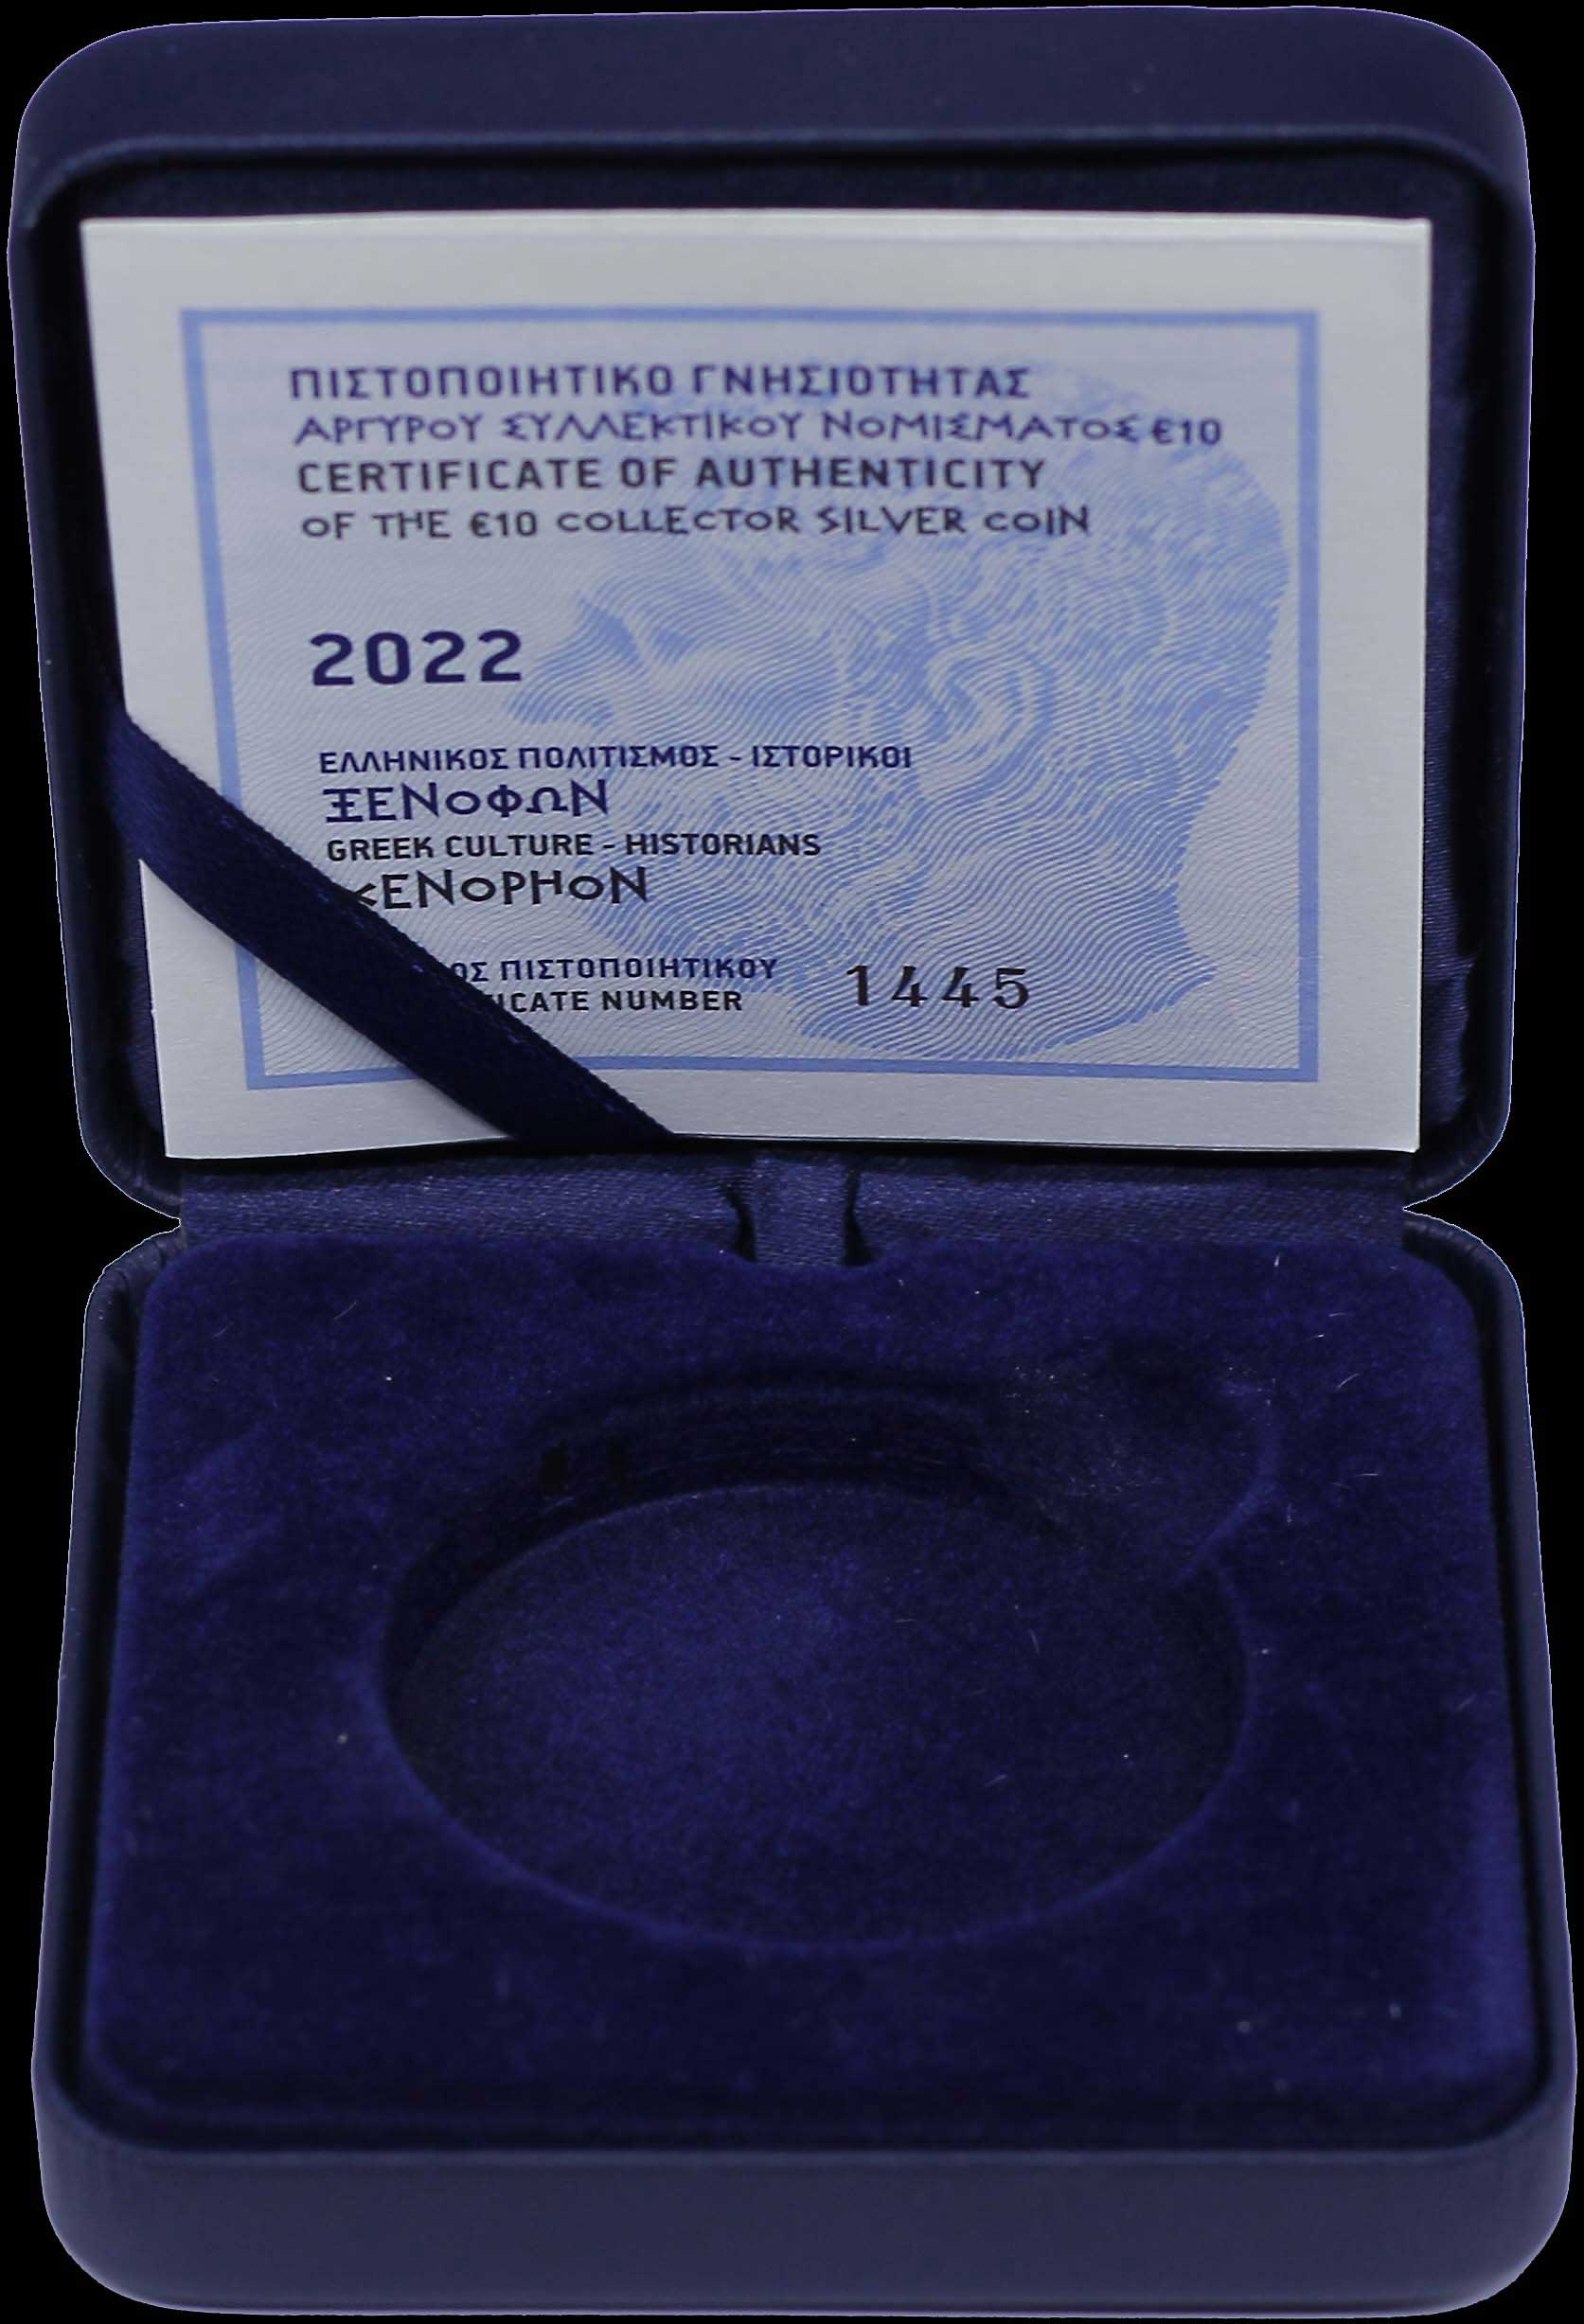 ΠΙΣΤΟΠΟΙΗΤΙΚΟ ΓΝΗΣΙΟΤΗΤΑΣ
ΑΡΓΥΡΟΥ ΣΥΛΛΕΚΤΙΚΟΥ ΝΟΜΙΣΜΑΤΟΣ €10
CERTIFICATE OF AUTHENTICITY
OF THE €10 COLLECTOR SILVER COIN
2022
ΕΛΛΗΝΙΚΟΣ ΠΟΛΙΤΙΣΜΟΣ - ΙΣΤΟΡΙΚΟΙ
ΞΕΝΟΦΩΝ
GREEK CULTURE - HISTORIANS
XENOPHON
ΠΙΣΤΟΠΟΙΗΤΙΚΟΥ
NUMBER 1445